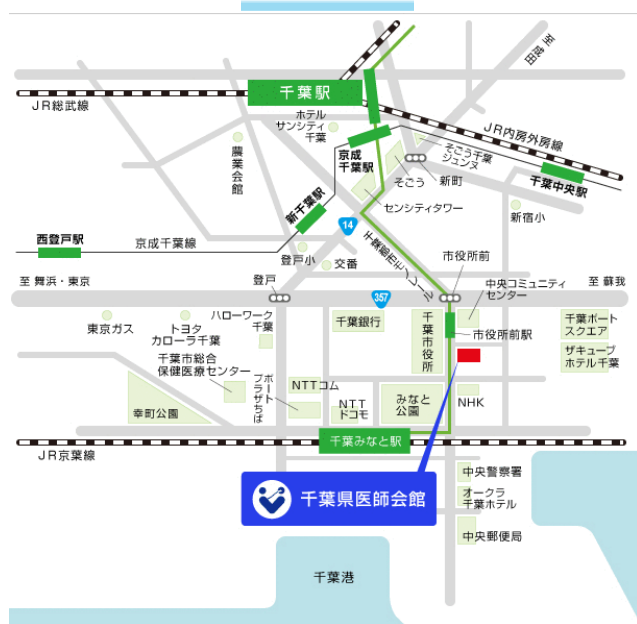 至 成田
千葉駅
JR総武線
ホテル
サンシティ
千葉
JR内房外房線
農業
会館
京成
千葉駅
そごう千葉
ジュンヌ
そごう
新町
千葉中央駅
新千葉駅
センシティタワー
新宿小
14
西登戸駅
京成千葉線
千葉都市モノレール
登戸小
交番
市役所前
至 舞浜・東京
登戸
357
中央コミュニティ
センター
至 蘇我
東京ガス
トヨタ
カローラ千葉
ハローワーク
千葉
千葉銀行
千葉市役所
市役所前駅
千葉ポート
スクエア
ザキューブ
ホテル千葉
千葉市総合
保健医療センター
ポート
プラザちば
NTTコム
NTT
ドコモ
みなと
公園
NHK
幸町公園
千葉みなと駅
JR京葉線
中央警察署
千葉県医師会館
オークラ
千葉ホテル
中央郵便局
千葉港